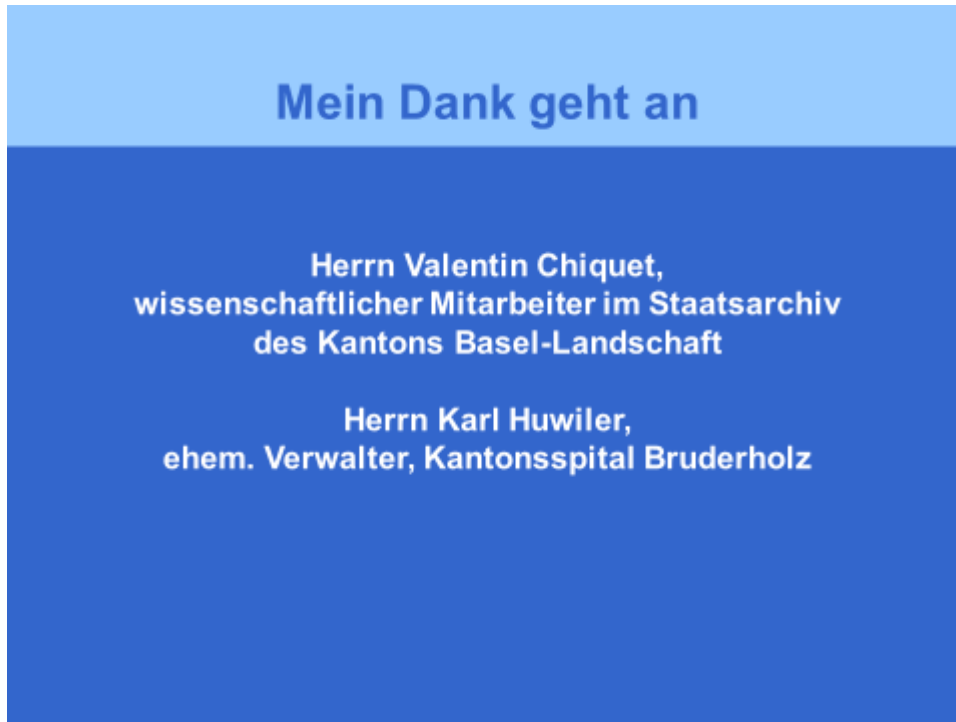 Mein Dank geht an
Herrn Valentin Chiquet,
wissenschaftlicher Mitarbeiter im Staatsarchiv
des Kantons Basel-Landschaft
Herrn Karl Huwiler,
ehem. Verwalter, Kantonsspital Bruderholz